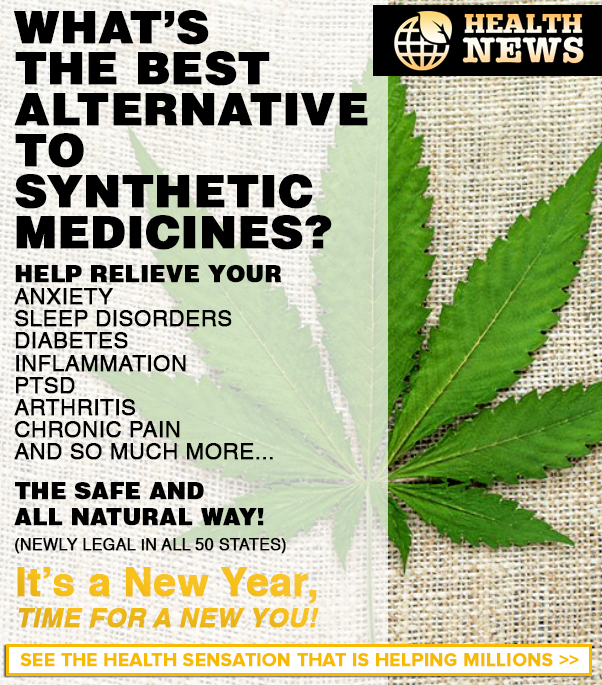 WHAT'S
THE BEST
ALTERNATIVE
TO
SYNTHETIC
MEDICINES?
HEALTH
NEWS
HELP RELIEVE YOUR
ANXIETY
SLEEP DISORDERS
DIABETES
INFLAMMATION
PTSD
ARTHRITIS
CHRONIC PAIN
AND SO MUCH MORE...
THE SAFE AND
ALL NATURAL WAY!
(NEWLY LEGAL IN ALL 50 STATES)
It's a New Year,
TIME FOR A NEW YOU!
SEE THE HEALTH SENSATION THAT IS HELPING MILLIONS >>